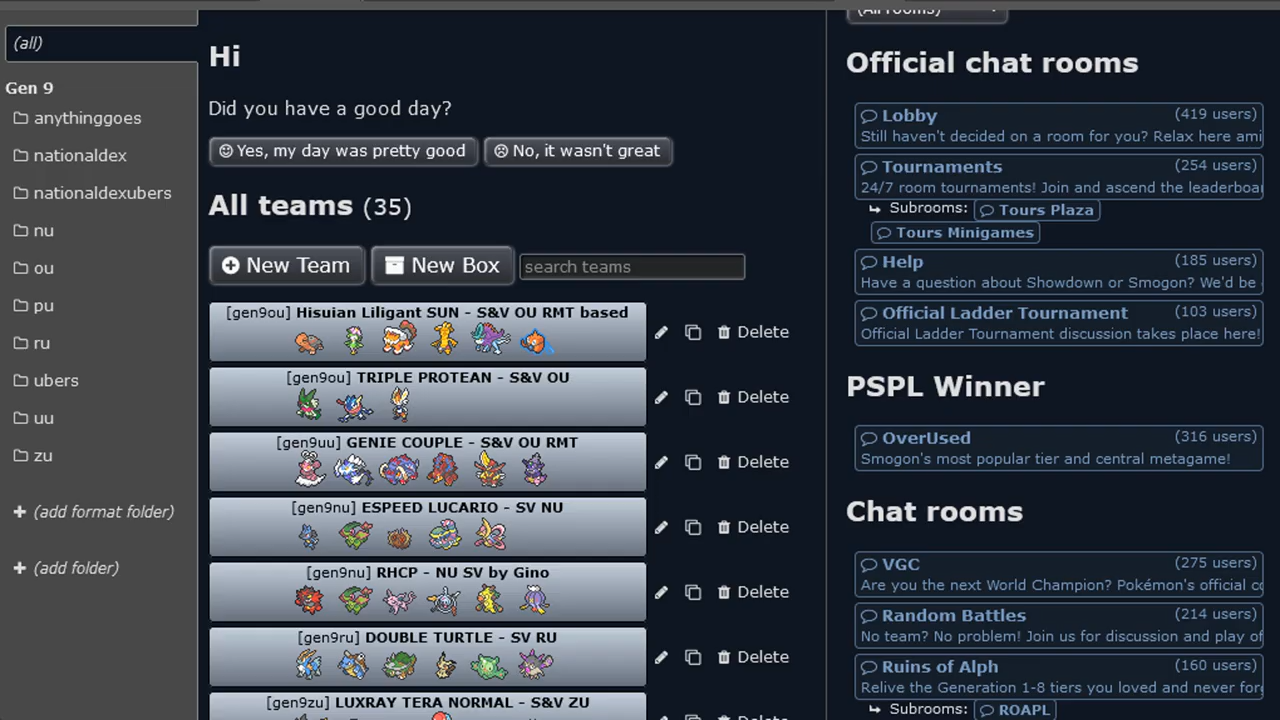 (all)
Gen 9
anythinggoes
nationaldex
nationaldexubers
nu
ou
pu
ru
ubers
uu
zu
(add format folder)
(add folder)
Hi
Did you have a good day?
Yes, my day was pretty good
No, it wasn't great
All teams (35)
New Team
New Box
search teams
[gen9ou] Hisuian Liligant SUN - S&V OU RMT based
Delete
[gen9ou] TRIPLE PROTEAN - S&V OU
Delete
[gen9uu] GENIE COUPLE - S&V OU RMT
Delete
[gen9nu] ESPEED LUCARIO - SV NU
Delete
[gen9nu] RHCP - NU SV by Gino
Delete
[gen9ru] DOUBLE TURTLE - SV RU
Delete
[gen9zu] LUXRAY TERA NORMAL - S&V ZU
(All rooms)
Official chat rooms
Lobby (419 users)
Still haven't decided on a room for you? Relax here ami
Tournaments (254 users)
24/7 room tournaments! Join and ascend the leaderboar
Subrooms: Tours Plaza
Tours Minigames
Help (185 users)
Have a question about Showdown or Smogon? We'd be
Official Ladder Tournament (103 users)
Official Ladder Tournament discussion takes place here!
PSPL Winner
OverUsed (316 users)
Smogon's most popular tier and central metagame!
Chat rooms
VGC (275 users)
Are you the next World Champion? Pokémon's official co
Random Battles (214 users)
No team? No problem! Join us for discussion and play of
Ruins of Alph (160 users)
Relive the Generation 1-8 tiers you loved and never forg
Subrooms: ROAPL